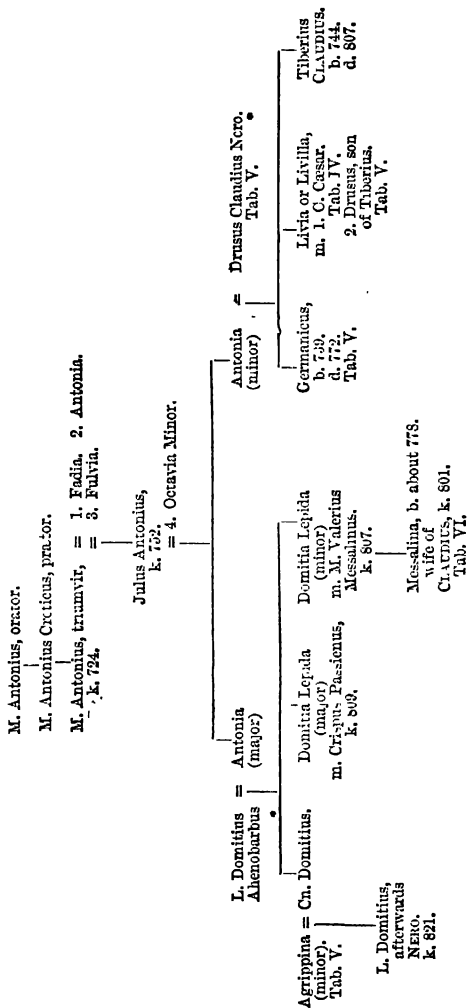 M. Antonius, orator.
M. Antonius Creticus, prætor.
M. Antonius, triumvir, = 1. Fadia. 2. Antonia.
k. 724. = 3. Fulvia.
Julus Antonius,
k. 752.
= 4. Octavia Minor.
L. Domitius = Antonia
Ahenobarbus (major)
Antonia = Drusus Claudius Nero.
(minor) Tab. V.
Agrippina = Cn. Domitius.
(minor).
Tab. V.
Domitia Lepida
(major)
m. Crispus Passienus,
k. 809.
Domitia Lepida
(minor)
m. M. Valerius
Messalinus.
k. 807.
Germanicus,
b. 739.
d. 772.
Tab. V.
Livia or Livilla,
m. 1. C. Cæsar.
Tab. IV.
2. Drusus, son
of Tiberius.
Tab. V.
Tiberius
CLAUDIUS.
b. 744.
d. 807.
L. Domitius,
afterwards
NERO.
k. 821.
Messalina, b. about 778.
Wife of
CLAUDIUS, k. 801.
Tab. VI.